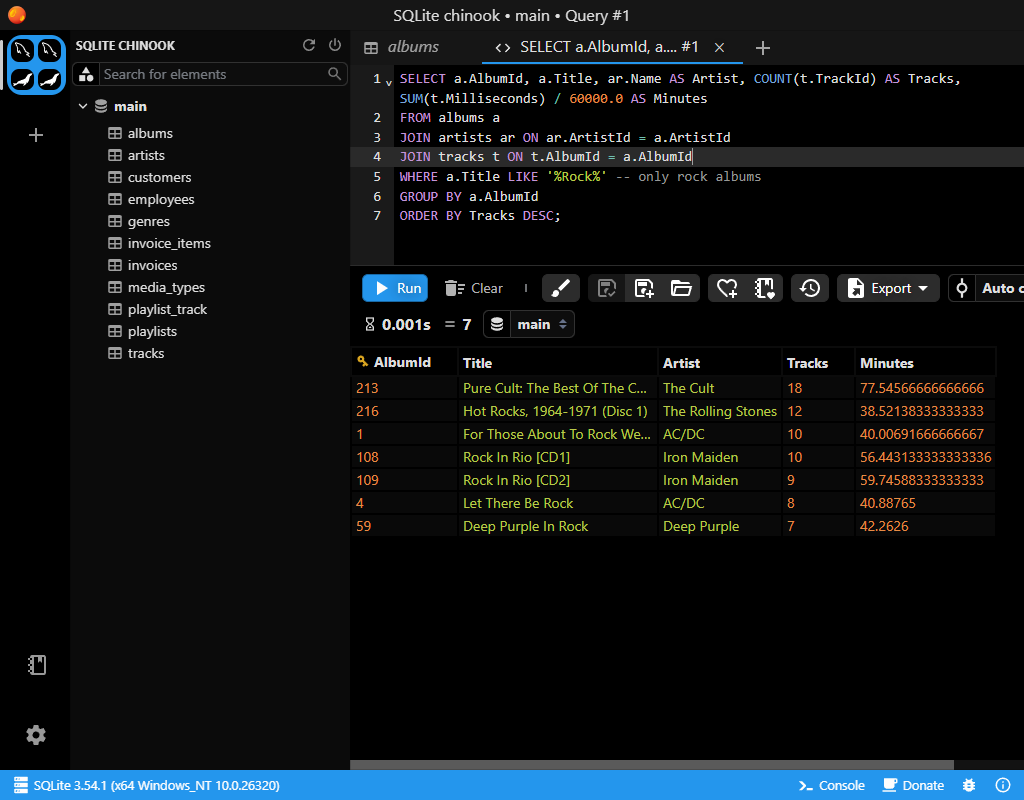 SQLite chinook • main • Query #1
SQLITE CHINOOK
Search for elements
main
albums
artists
customers
employees
genres
invoice_items
invoices
media_types
playlist_track
playlists
tracks
albums
SELECT a.AlbumId, a.... #1
1 SELECT a.AlbumId, a.Title, ar.Name AS Artist, COUNT(t.TrackId) AS Tracks,
SUM(t.Milliseconds) / 60000.0 AS Minutes
2 FROM albums a
3 JOIN artists ar ON ar.ArtistId = a.ArtistId
4 JOIN tracks t ON t.AlbumId = a.AlbumId
5 WHERE a.Title LIKE '%Rock%' -- only rock albums
6 GROUP BY a.AlbumId
7 ORDER BY Tracks DESC;
Run Clear Export Auto c
0.001s = 7 main
AlbumId Title Artist Tracks Minutes
213 Pure Cult: The Best Of The C... The Cult 18 77.54566666666666
216 Hot Rocks, 1964-1971 (Disc 1) The Rolling Stones 12 38.52138333333333
1 For Those About To Rock We... AC/DC 10 40.00691666666667
108 Rock In Rio [CD1] Iron Maiden 10 56.443133333333336
109 Rock In Rio [CD2] Iron Maiden 9 59.74588333333333
4 Let There Be Rock AC/DC 8 40.88765
59 Deep Purple In Rock Deep Purple 7 42.2626
SQLite 3.54.1 (x64 Windows_NT 10.0.26320)
Console
Donate